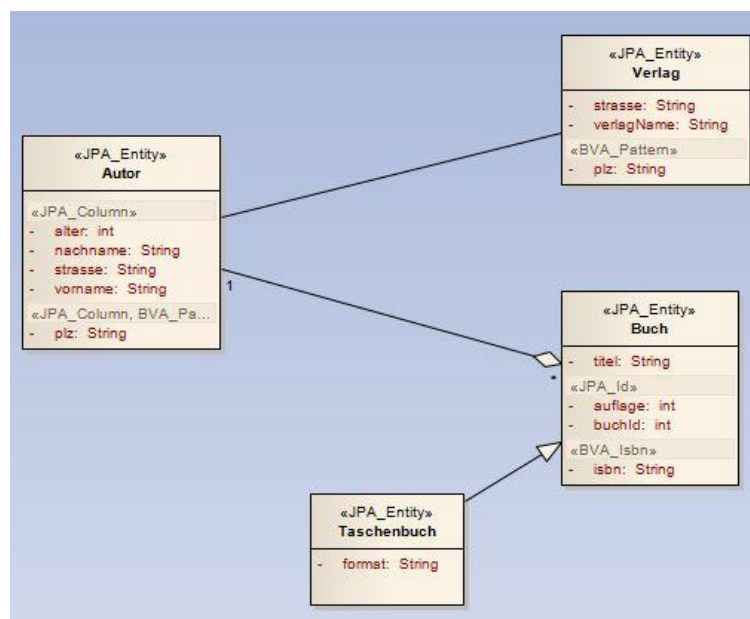 «JPA_Entity»
Verlag
- strasse: String
- verlagName: String
«BVA_Pattern»
- plz: String
«JPA_Entity»
Autor
«JPA_Column»
- alter: int
- nachname: String
- strasse: String
- vorname: String
«JPA_Column, BVA_Pa...
- plz: String
1
*
«JPA_Entity»
Buch
- titel: String
«JPA_Id»
- auflage: int
- buchId: int
«BVA_Isbn»
- isbn: String
«JPA_Entity»
Taschenbuch
- format: String